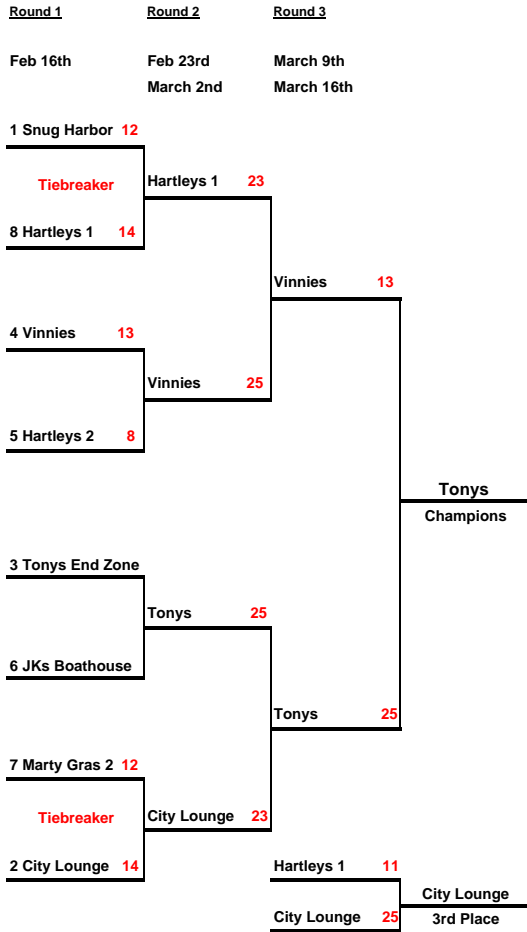 Round 1 Round 2 Round 3
Feb 16th Feb 23rd March 9th
March 2nd March 16th
1 Snug Harbor 12
Tiebreaker Hartleys 1 23
8 Hartleys 1 14
Vinnies 13
4 Vinnies 13
Vinnies 25
5 Hartleys 2 8
Tonys
Champions
3 Tonys End Zone
Tonys 25
6 JKs Boathouse
Tonys 25
7 Marty Gras 2 12
Tiebreaker City Lounge 23
2 City Lounge 14 Hartleys 1 11
City Lounge
City Lounge 25 3rd Place